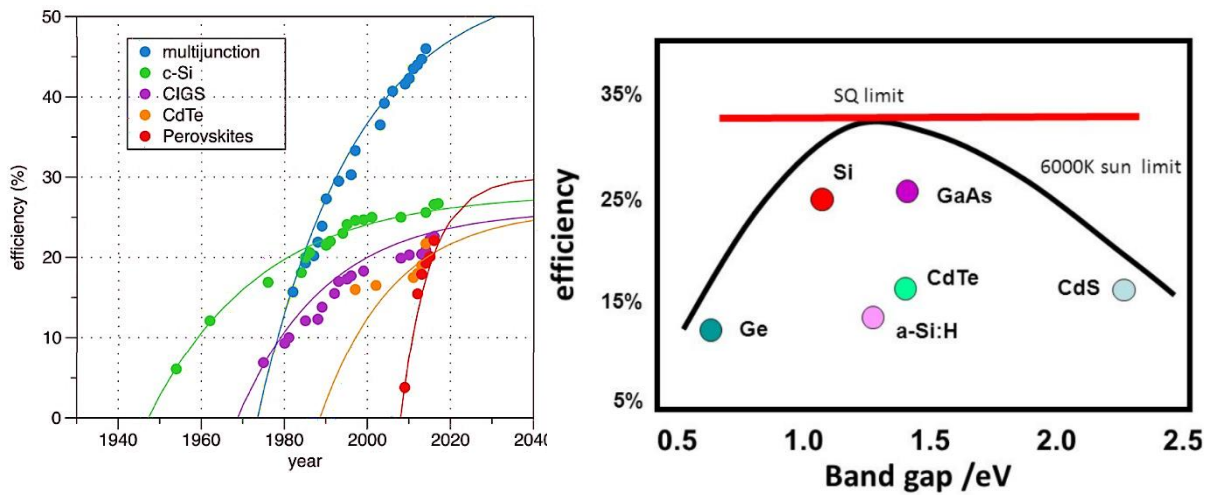 50
40
30
20
10
0
efficiency (%)
multijunction
c-Si
CIGS
CdTe
Perovskites
1940
1960
1980
2000
2020
2040
year
35%
25%
15%
5%
efficiency
SQ limit
6000K sun limit
Si
GaAs
CdTe
CdS
Ge
a-Si:H
0.5
1.0
1.5
2.0
2.5
Band gap /eV